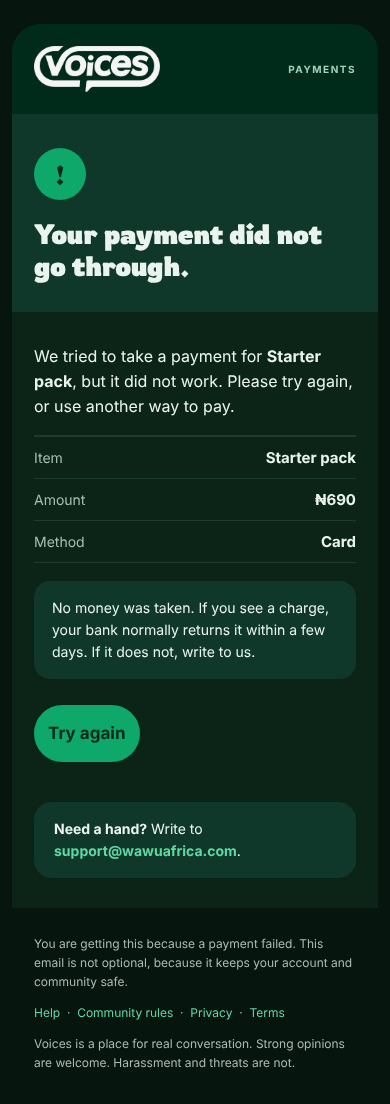 voices
PAYMENTS
!
Your payment did not
go through.
We tried to take a payment for Starter
pack, but it did not work. Please try again,
or use another way to pay.
Item Starter pack
Amount ₦690
Method Card
No money was taken. If you see a charge,
your bank normally returns it within a few
days. If it does not, write to us.
Try again
Need a hand? Write to
support@wawuafrica.com.
You are getting this because a payment failed. This
email is not optional, because it keeps your account and
community safe.
Help · Community rules · Privacy · Terms
Voices is a place for real conversation. Strong opinions
are welcome. Harassment and threats are not.